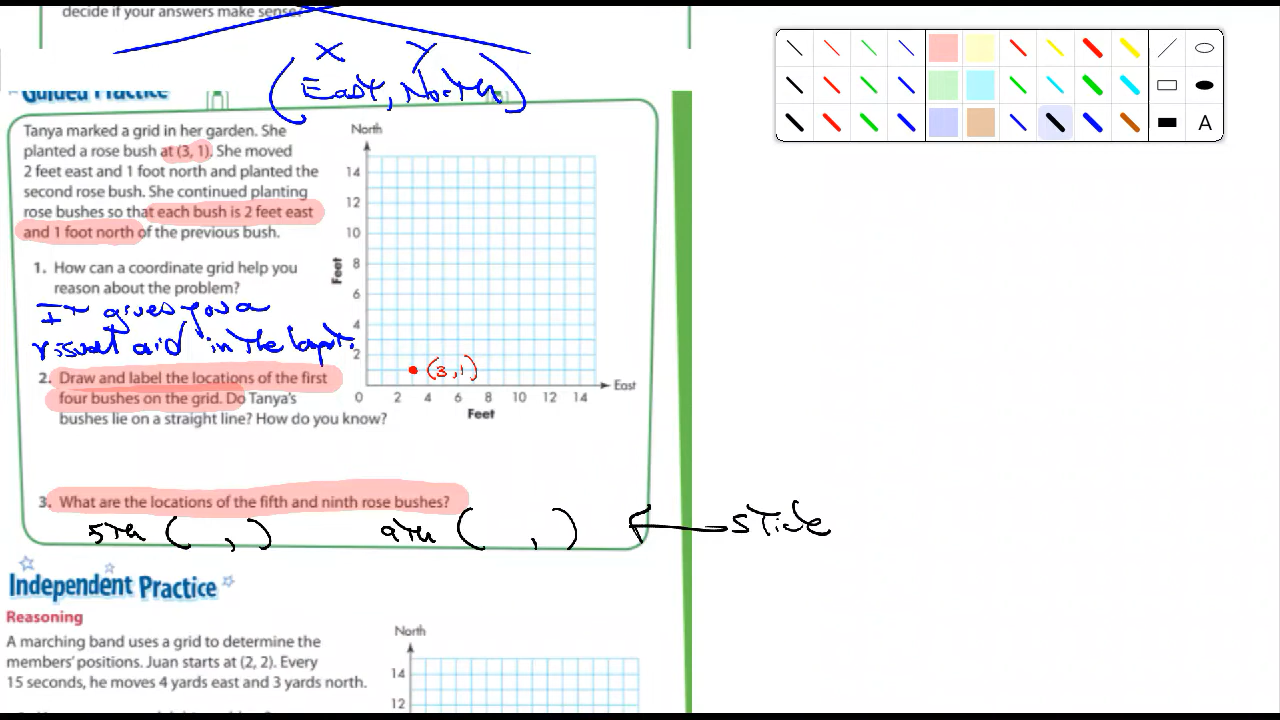 decide if your answers make sense?
X Y
(East, North)
Guided Practice
Tanya marked a grid in her garden. She
planted a rose bush at (3, 1). She moved
2 feet east and 1 foot north and planted the
second rose bush. She continued planting
rose bushes so that each bush is 2 feet east
and 1 foot north of the previous bush.
1. How can a coordinate grid help you
reason about the problem?
It gives you a
visual aid in the
2. Draw and label the locations of the first
four bushes on the grid. Do Tanya's
bushes lie on a straight line? How do you know?
North
14
12
10
8
6
4
2
Feet
(3,1)
0 2 4 6 8 10 12 14
East
Feet
3. What are the locations of the fifth and ninth rose bushes?
5th ( , ) 9th ( , )
A
Independent Practice
Reasoning
A marching band uses a grid to determine the
members' positions. Juan starts at (2, 2). Every
15 seconds, he moves 4 yards east and 3 yards north.
North
14
12